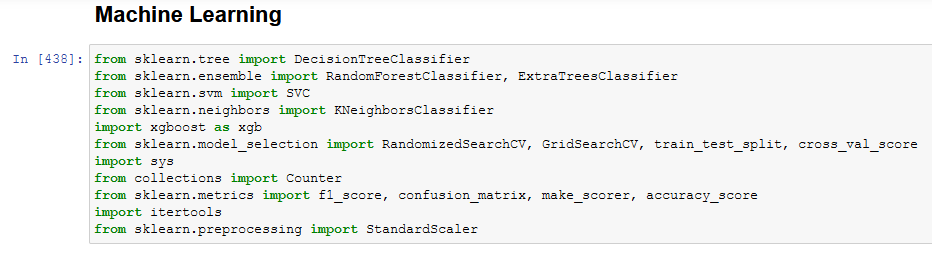 Machine Learning
In [438]:
from sklearn.tree import DecisionTreeClassifier
from sklearn.ensemble import RandomForestClassifier, ExtraTreesClassifier
from sklearn.svm import SVC
from sklearn.neighbors import KNeighborsClassifier
import xgboost as xgb
from sklearn.model_selection import RandomizedSearchCV, GridSearchCV, train_test_split, cross_val_score
import sys
from collections import Counter
from sklearn.metrics import f1_score, confusion_matrix, make_scorer, accuracy_score
import itertools
from sklearn.preprocessing import StandardScaler